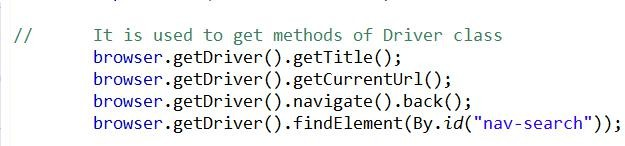 // It is used to get methods of Driver class
browser.getDriver().getTitle();
browser.getDriver().getCurrentUrl();
browser.getDriver().navigate().back();
browser.getDriver().findElement(By.id("nav-search"));